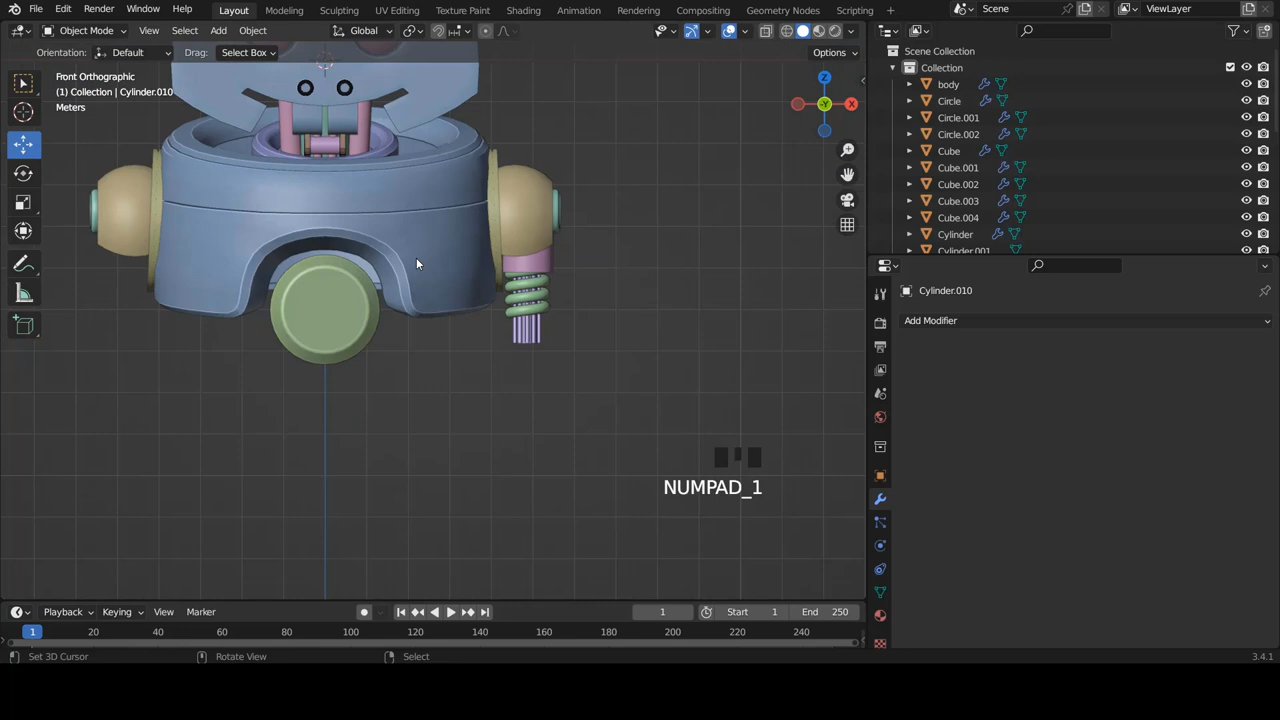 File Edit Render Window Help Layout Modeling Sculpting UV Editing Texture Paint Shading Animation Rendering Compositing Geometry Nodes Scripting Scene ViewLayer
Object Mode View Select Add Object Global
Orientation: Default Drag: Select Box Options
Front Orthographic
(1) Collection | Cylinder.010
Meters
Z
X
-Y
Scene Collection
Collection
body
Circle
Circle.001
Circle.002
Cube
Cube.001
Cube.002
Cube.003
Cube.004
Cylinder
Cylinder.001
Cylinder.010
Add Modifier
NUMPAD_1
Playback Keying View Marker 1 Start 1 End 250
1 20 40 60 80 100 120 140 160 180 200 220 240
Set 3D Cursor Rotate View Select 3.4.1